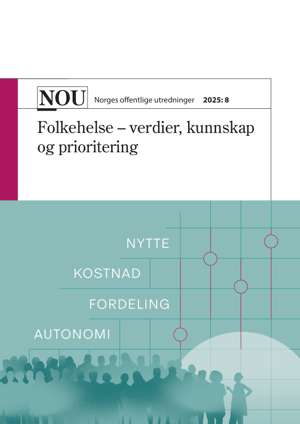 NOU Norges offentlige utredninger 2025: 8
Folkehelse – verdier, kunnskap
og prioritering
NYTTE
KOSTNAD
FORDELING
AUTONOMI